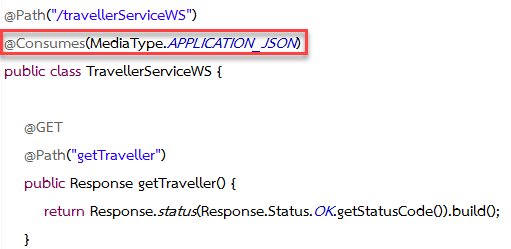 @Path("/travellerServiceWS")
@Consumes(MediaType.APPLICATION_JSON)
public class TravellerServiceWS {
@GET
@Path("getTraveller")
public Response getTraveller() {
return Response.status(Response.Status.OK.getStatusCode()).build();
}